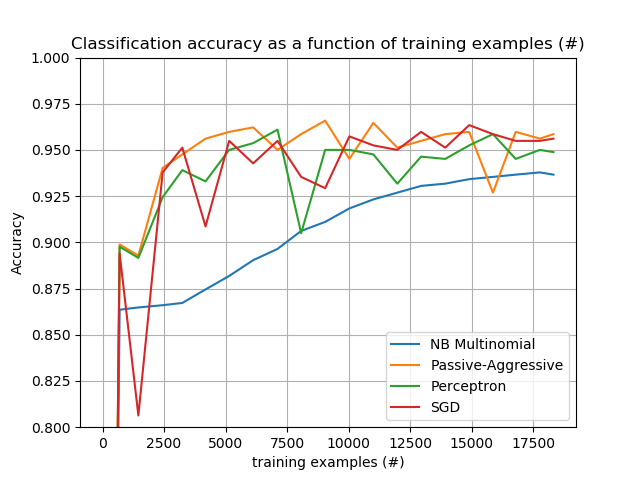 Classification accuracy as a function of training examples (#)
1.000
0.975
0.950
0.925
0.900
0.875
0.850
0.825
0.800
Accuracy
NB Multinomial
Passive-Aggressive
Perceptron
SGD
0 2500 5000 7500 10000 12500 15000 17500
training examples (#)